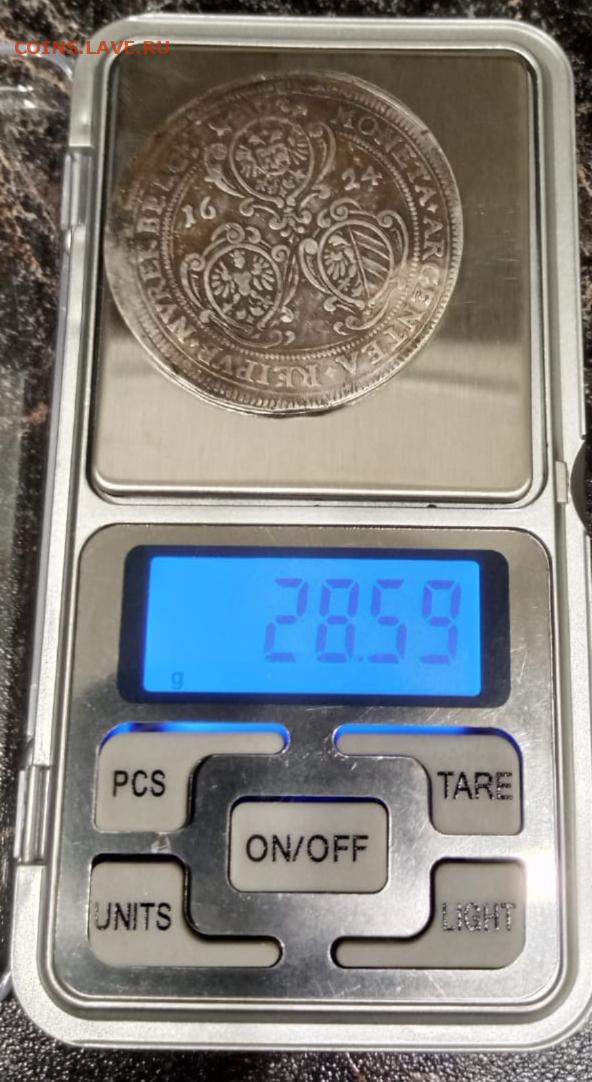 COINS.LAVE.RU
MONETA·ARGENTEA·REIPVB·NVREMBERG
16 24
28.59
g
PCS
TARE
ON/OFF
UNITS
LIGHT